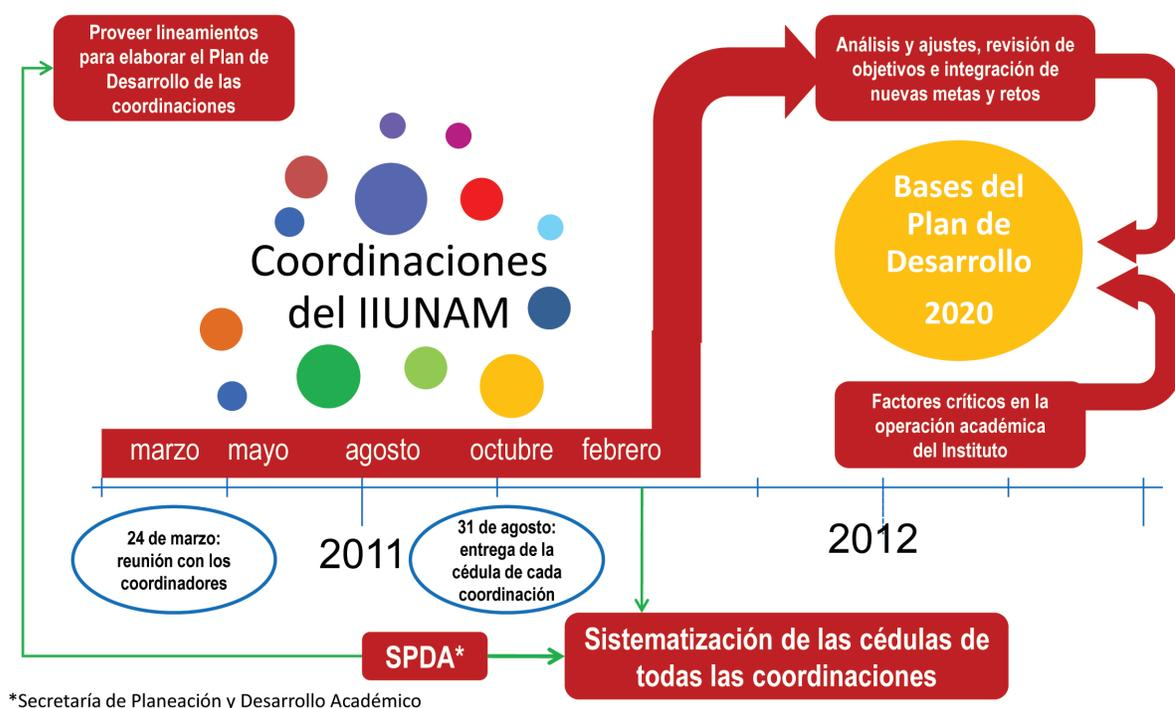 Proveer lineamientos
para elaborar el Plan de
Desarrollo de las
coordinaciones
Análisis y ajustes, revisión de
objetivos e integración de
nuevas metas y retos
Bases del
Plan de
Desarrollo
2020
Coordinaciones
del IIUNAM
Factores críticos en la
operación académica
del Instituto
marzo mayo agosto octubre febrero
24 de marzo:
reunión con los
coordinadores
2011
31 de agosto:
entrega de la
cédula de cada
coordinación
2012
SPDA*
Sistematización de las cédulas de
todas las coordinaciones
*Secretaría de Planeación y Desarrollo Académico